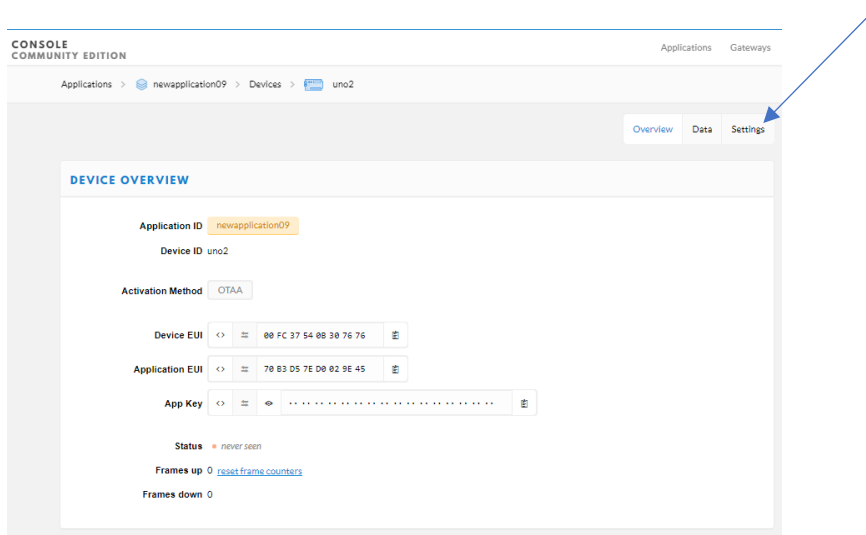 CONSOLE
COMMUNITY EDITION
Applications Gateways
Applications > newapplication09 > Devices > uno2
Overview Data Settings
DEVICE OVERVIEW
Application ID newapplication09
Device ID uno2
Activation Method OTAA
Device EUI <> 00 FC 37 54 0B 30 76 76
Application EUI <> 70 B3 D5 7E D0 02 9E 45
App Key <> .. .. .. .. .. .. .. .. .. .. .. .. .. .. .. ..
Status • never seen
Frames up 0 reset frame counters
Frames down 0